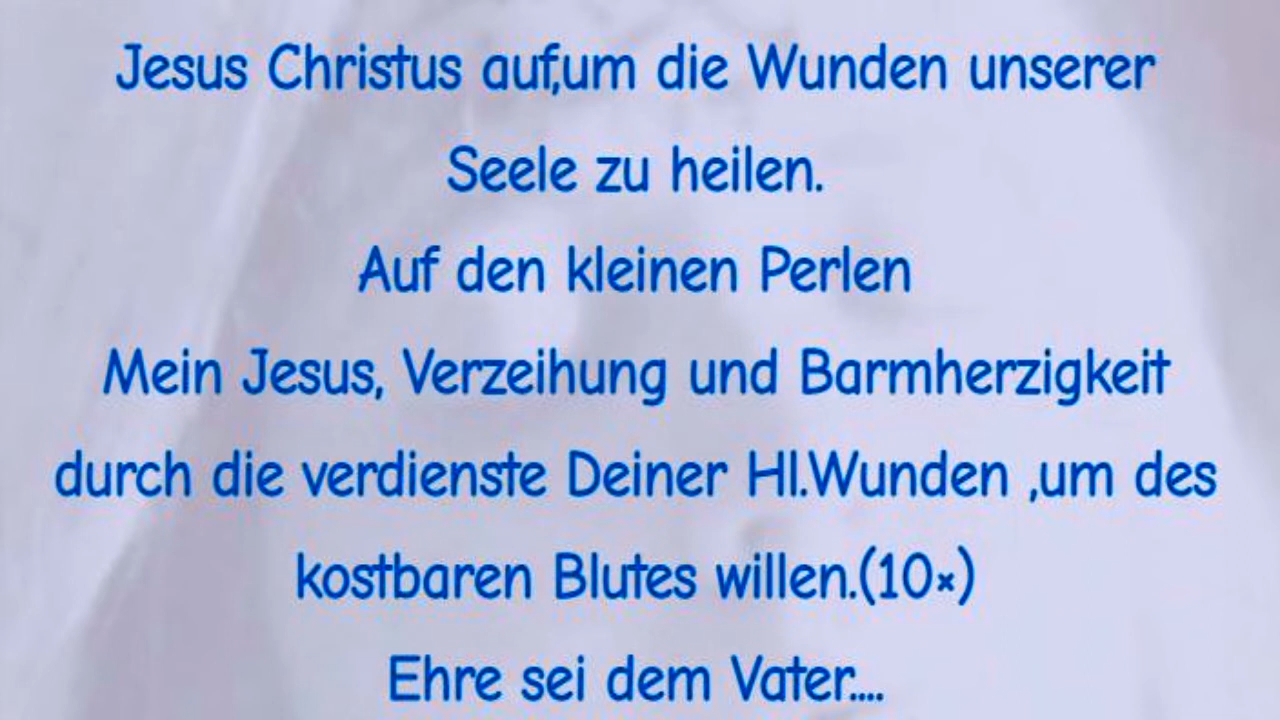 Jesus Christus auf,um die Wunden unserer
Seele zu heilen.
Auf den kleinen Perlen
Mein Jesus, Verzeihung und Barmherzigkeit
durch die verdienste Deiner Hl.Wunden ,um des
kostbaren Blutes willen.(10×)
Ehre sei dem Vater....